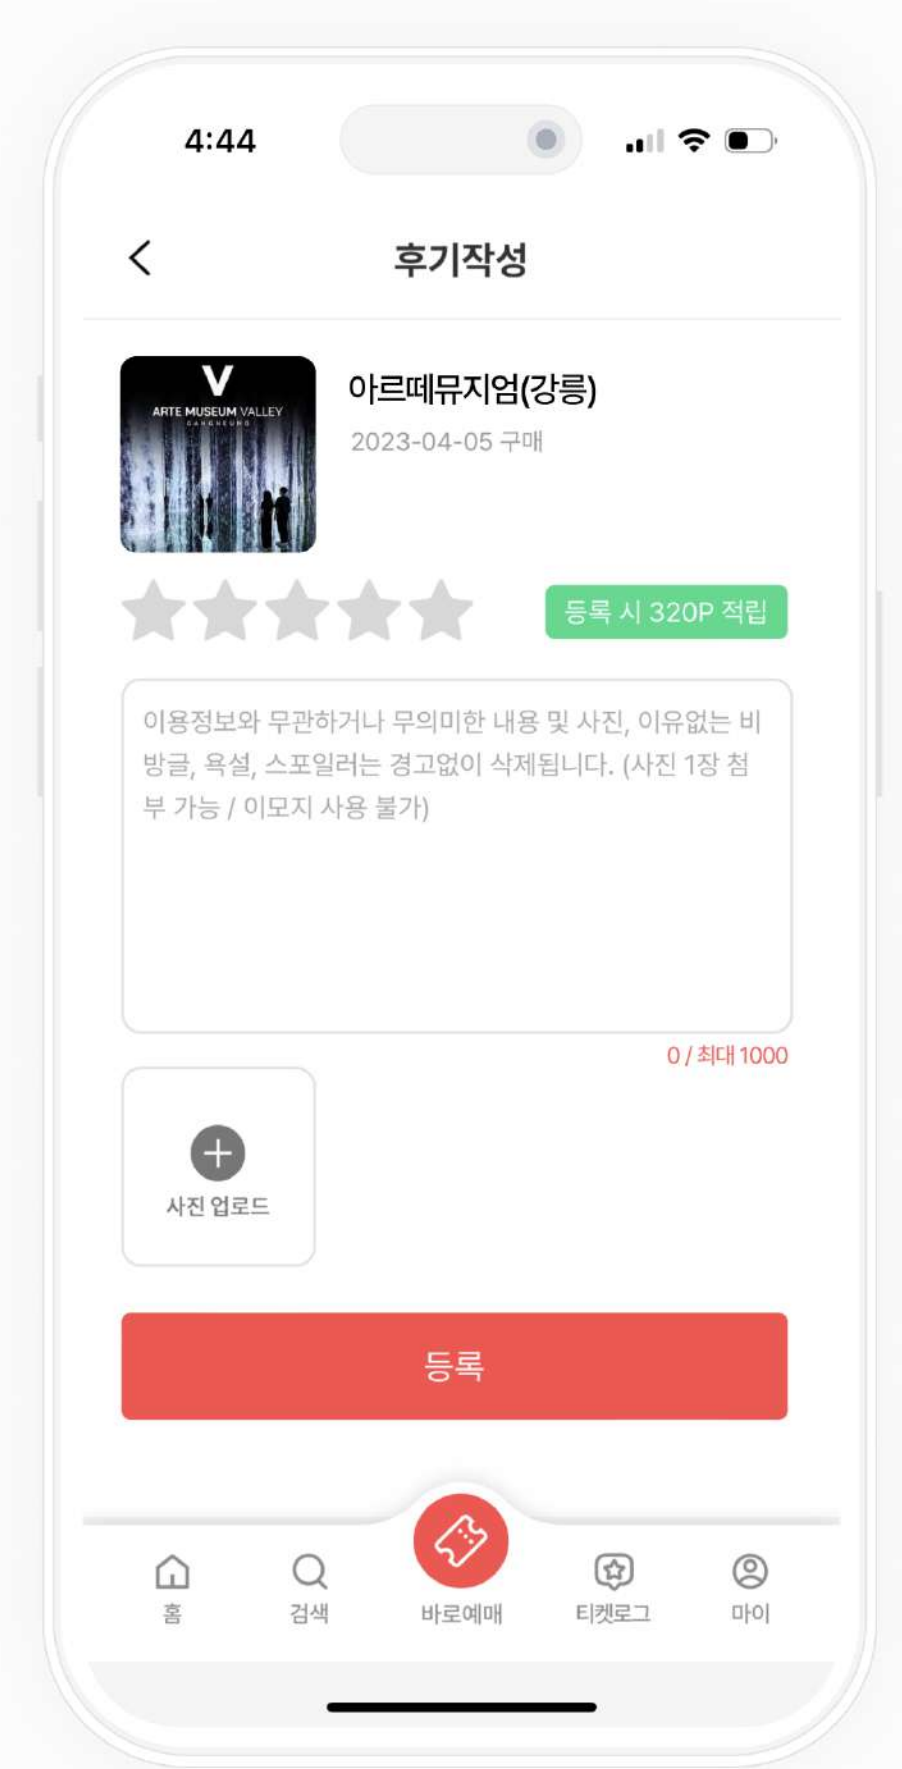 4:44
후기작성
V
ARTE MUSEUM VALLEY
GANGNEUNG
아르떼뮤지엄(강릉)
2023-04-05 구매
등록 시 320P 적립
이용정보와 무관하거나 무의미한 내용 및 사진, 이유없는 비
방글, 욕설, 스포일러는 경고없이 삭제됩니다. (사진 1장 첨
부 가능 / 이모지 사용 불가)
0 / 최대 1000
사진 업로드
등록
홈
검색
바로예매
티켓로그
마이